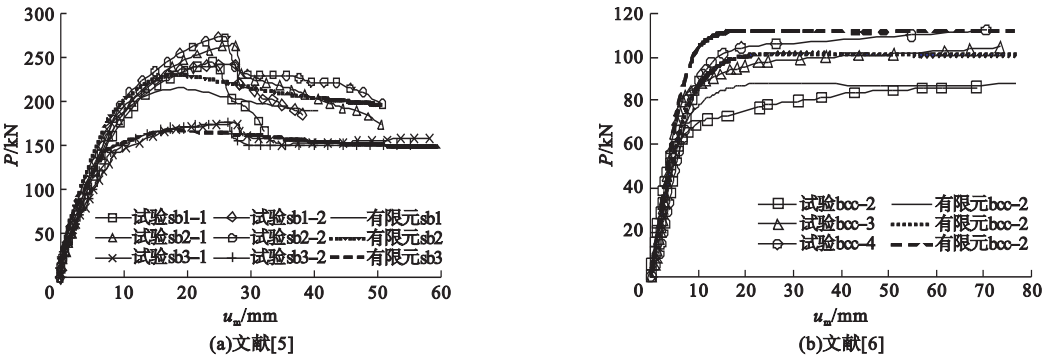 300
250
200
150
100
50
0
10
20
30
40
50
60
P/kN
uₘ/mm
试验sb1-1
试验sb1-2
有限元sb1
试验sb2-1
试验sb2-2
有限元sb2
试验sb3-1
试验sb3-2
有限元sb3
(a)文献[5]
120
100
80
60
40
20
0
10
20
30
40
50
60
70
80
P/kN
uₘ/mm
试验bcc-2
有限元bcc-2
试验bcc-3
有限元bcc-2
试验bcc-4
有限元bcc-2
(b)文献[6]